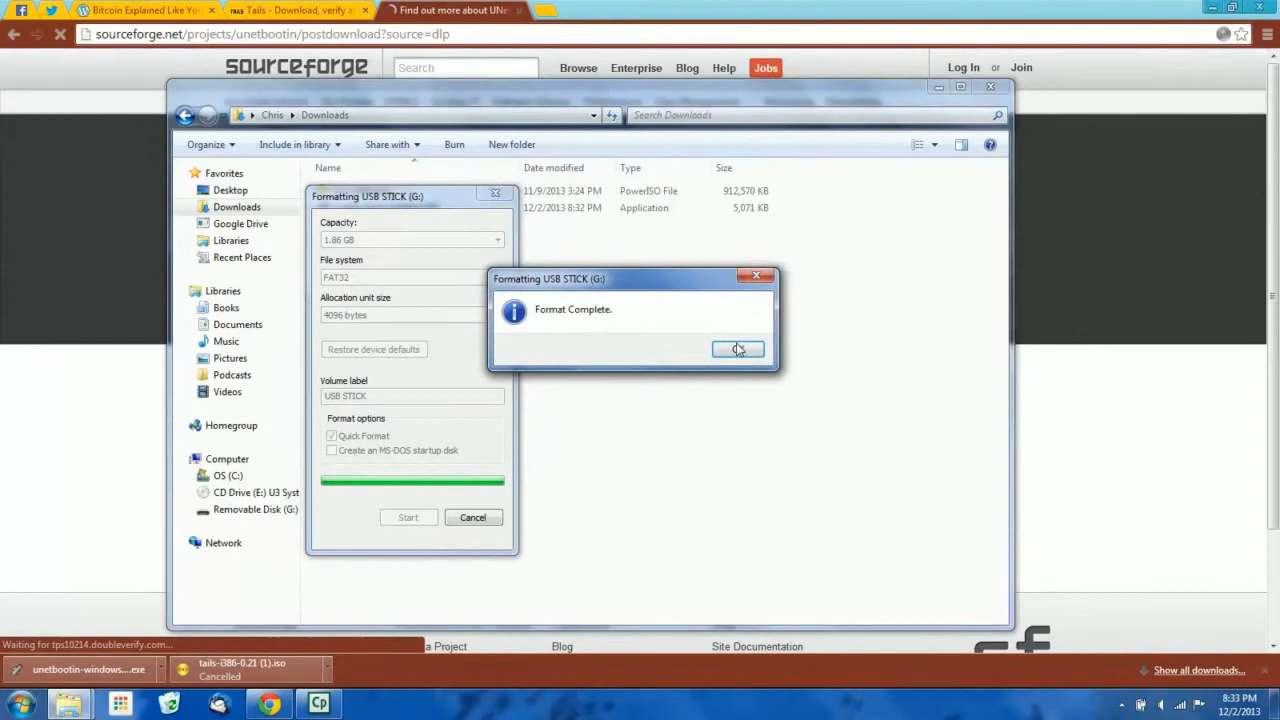 Bitcoin Explained Like You
Tails - Download, verify a
Find out more about UNe
sourceforge.net/projects/unetbootin/postdownload?source=dlp
sourceforge
Search
Browse
Enterprise
Blog
Help
Jobs
Log In or Join
Chris
Downloads
Search Downloads
Organize
Include in library
Share with
Burn
New folder
Name
Date modified
Type
Size
11/9/2013 3:24 PM PowerISO File 912,570 KB
12/2/2013 8:32 PM Application 5,071 KB
Favorites
Desktop
Downloads
Google Drive
Libraries
Recent Places
Libraries
Books
Documents
Music
Pictures
Podcasts
Videos
Homegroup
Computer
OS (C:)
CD Drive (E:) U3 Syst
Removable Disk (G:)
Network
Formatting USB STICK (G:)
Capacity:
1.86 GB
File system
FAT32
Allocation unit size
4096 bytes
Restore device defaults
Volume label
USB STICK
Format options
Quick Format
Create an MS-DOS startup disk
Start
Cancel
Formatting USB STICK (G:)
Format Complete.
Waiting for tps10214.doubleverify.com...
a Project
Blog
Site Documentation
unetbootin-windows....exe
tails-i386-0.21 (1).iso
Cancelled
Show all downloads...
Cp
8:33 PM
12/2/2013